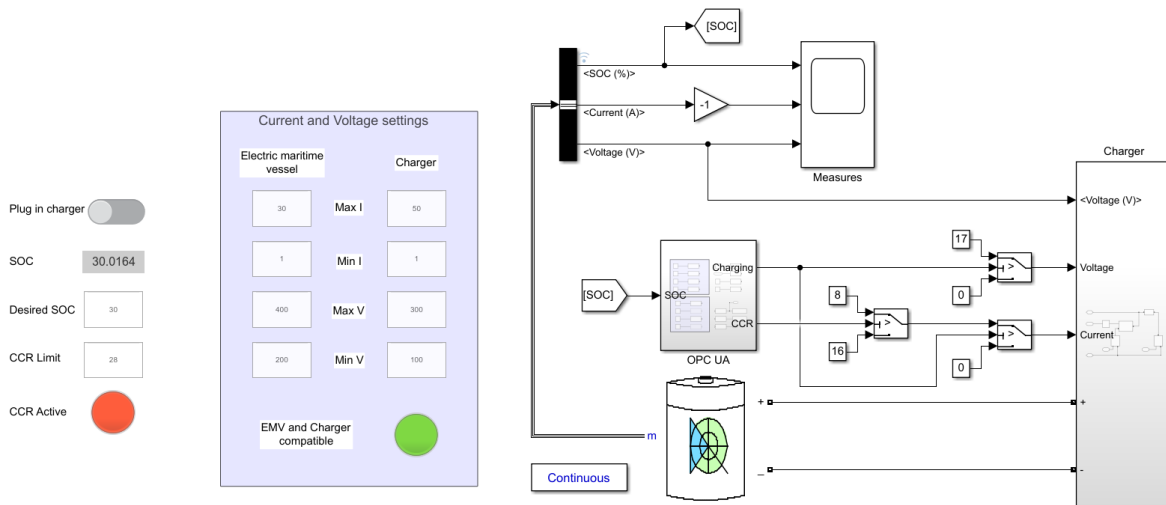 Plug in charger
SOC
30.0164
Desired SOC
30
CCR Limit
28
CCR Active
Current and Voltage settings
Electric maritime
vessel
Charger
30
Max I
50
1
Min I
1
400
Max V
300
200
Min V
100
EMV and Charger
compatible
[SOC]
<SOC (%)>
<Current (A)>
-1
<Voltage (V)>
Measures
[SOC]
SOC
Charging
CCR
OPC UA
8
>
16
17
>
0
>
0
Charger
<Voltage (V)>
Voltage
Current
+
-
m
+
_
Continuous